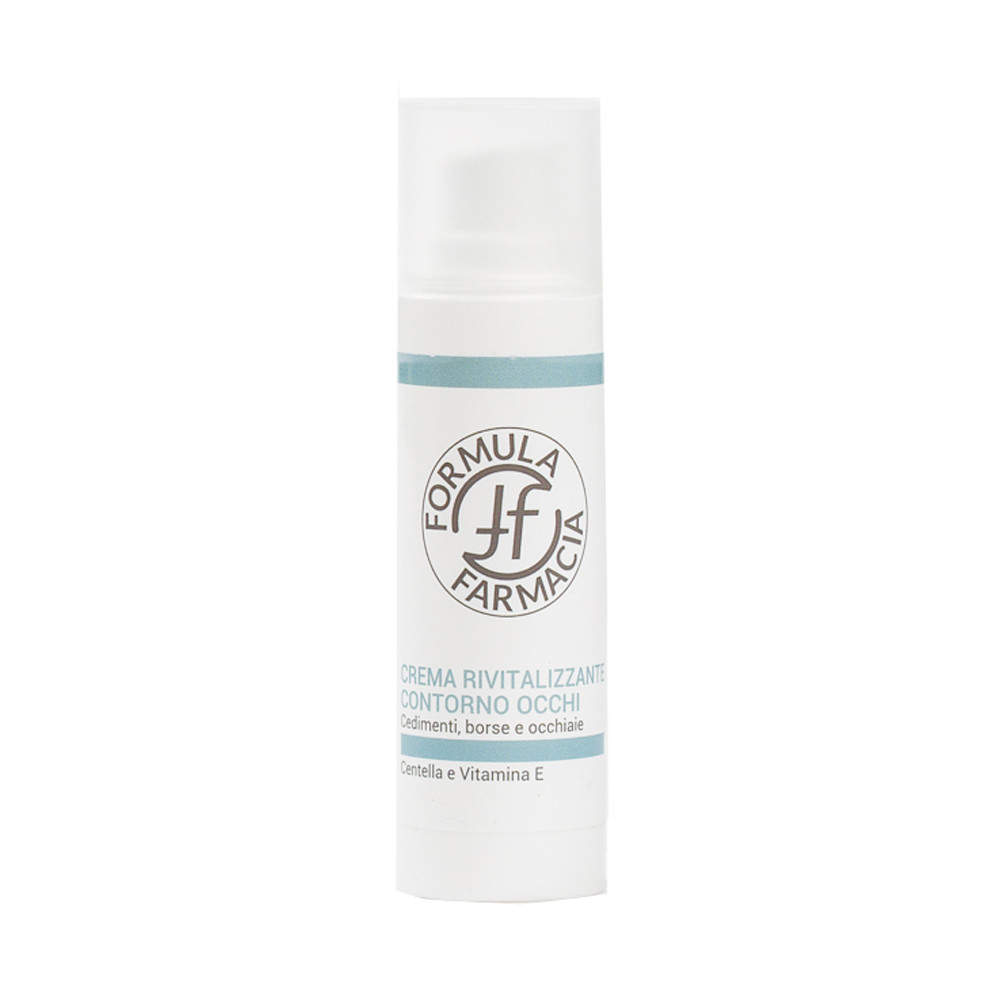 FORMULA
ff
FARMACIA
CREMA RIVITALIZZANTE
CONTORNO OCCHI
Cedimenti, borse e occhiaie
Centella e Vitamina E